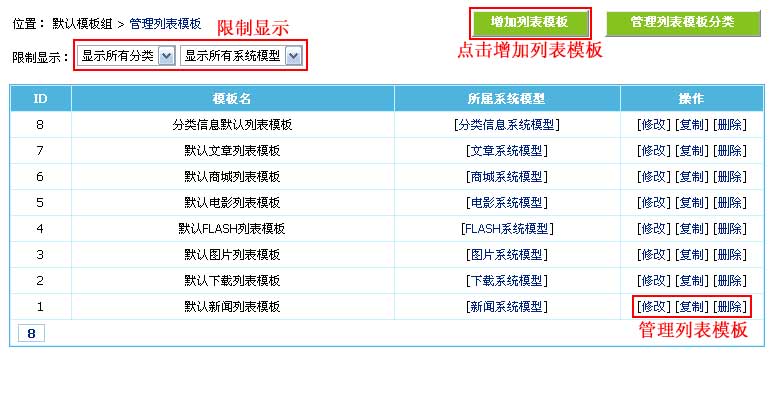 位置： 默认模板组 > 管理列表模板 限制显示 增加列表模板 管理列表模板分类
限制显示： 显示所有分类 显示所有系统模型 点击增加列表模板
ID 模板名 所属系统模型 操作
8 分类信息默认列表模板 [分类信息系统模型] [修改] [复制] [删除]
7 默认文章列表模板 [文章系统模型] [修改] [复制] [删除]
6 默认商城列表模板 [商城系统模型] [修改] [复制] [删除]
5 默认电影列表模板 [电影系统模型] [修改] [复制] [删除]
4 默认FLASH列表模板 [FLASH系统模型] [修改] [复制] [删除]
3 默认图片列表模板 [图片系统模型] [修改] [复制] [删除]
2 默认下载列表模板 [下载系统模型] [修改] [复制] [删除]
1 默认新闻列表模板 [新闻系统模型] [修改] [复制] [删除]
8 管理列表模板